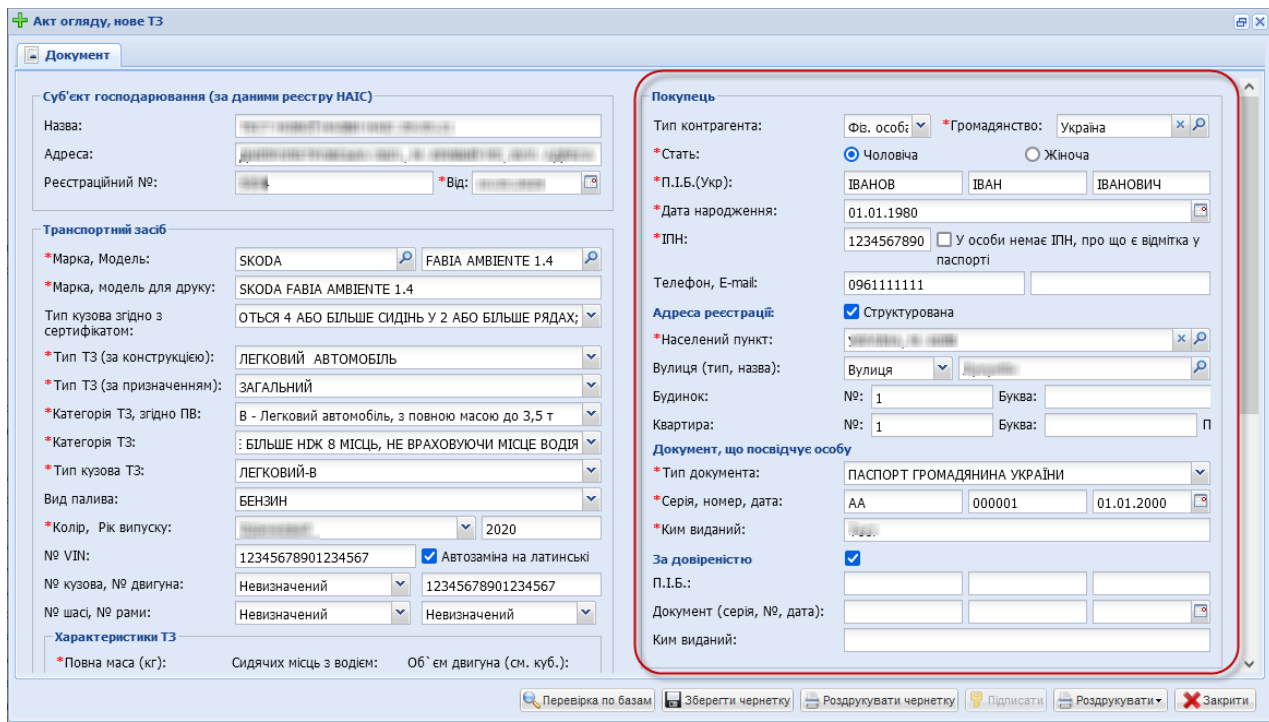 Акт огляду, нове ТЗ
Документ
Суб'єкт господарювання (за даними реєстру НАІС)
Назва:
Адреса:
Реєстраційний №: *Від:
Транспортний засіб
*Марка, Модель: SKODA FABIA AMBIENTE 1.4
*Марка, модель для друку: SKODA FABIA AMBIENTE 1.4
Тип кузова згідно з
сертифікатом: ОТЬСЯ 4 АБО БІЛЬШЕ СИДІНЬ У 2 АБО БІЛЬШЕ РЯДАХ;
*Тип ТЗ (за конструкцією): ЛЕГКОВИЙ АВТОМОБІЛЬ
*Тип ТЗ (за призначенням): ЗАГАЛЬНИЙ
*Категорія ТЗ, згідно ПВ: B - Легковий автомобіль, з повною масою до 3,5 т
*Категорія ТЗ: БІЛЬШЕ НІЖ 8 МІСЦЬ, НЕ ВРАХОВУЮЧИ МІСЦЕ ВОДІЯ
*Тип кузова ТЗ: ЛЕГКОВИЙ-В
Вид палива: БЕНЗИН
*Колір, Рік випуску: 2020
№ VIN: 12345678901234567 Автозаміна на латинські
№ кузова, № двигуна: Невизначений 12345678901234567
№ шасі, № рами: Невизначений Невизначений
Характеристики ТЗ
*Повна маса (кг): Сидячих місць з водієм: Об`єм двигуна (см. куб.):
Покупець
Тип контрагента: Фіз. особа *Громадянство: Україна
*Стать: Чоловіча Жіноча
*П.І.Б.(Укр): ІВАНОВ ІВАН ІВАНОВИЧ
*Дата народження: 01.01.1980
*ІПН: 1234567890 У особи немає ІПН, про що є відмітка у
паспорті
Телефон, E-mail: 0961111111
Адреса реєстрації: Структурована
*Населений пункт:
Вулиця (тип, назва): Вулиця
Будинок: №: 1 Буква:
Квартира: №: 1 Буква: П
Документ, що посвідчує особу
*Тип документа: ПАСПОРТ ГРОМАДЯНИНА УКРАЇНИ
*Серія, номер, дата: АА 000001 01.01.2000
*Ким виданий:
За довіреністю
П.І.Б.:
Документ (серія, №, дата):
Ким виданий:
Перевірка по базам Зберегти чернетку Роздрукувати чернетку Підписати Роздрукувати Закрити